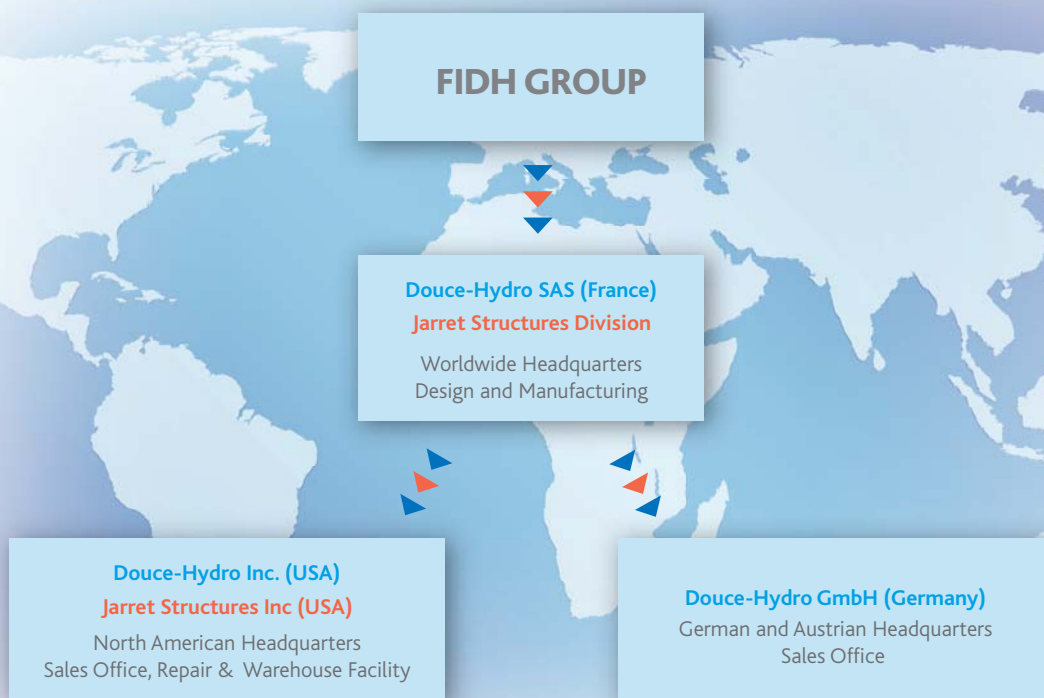 FIDH GROUP
Douce-Hydro SAS (France)
Jarret Structures Division
Worldwide Headquarters
Design and Manufacturing
Douce-Hydro Inc. (USA)
Jarret Structures Inc (USA)
North American Headquarters
Sales Office, Repair & Warehouse Facility
Douce-Hydro GmbH (Germany)
German and Austrian Headquarters
Sales Office